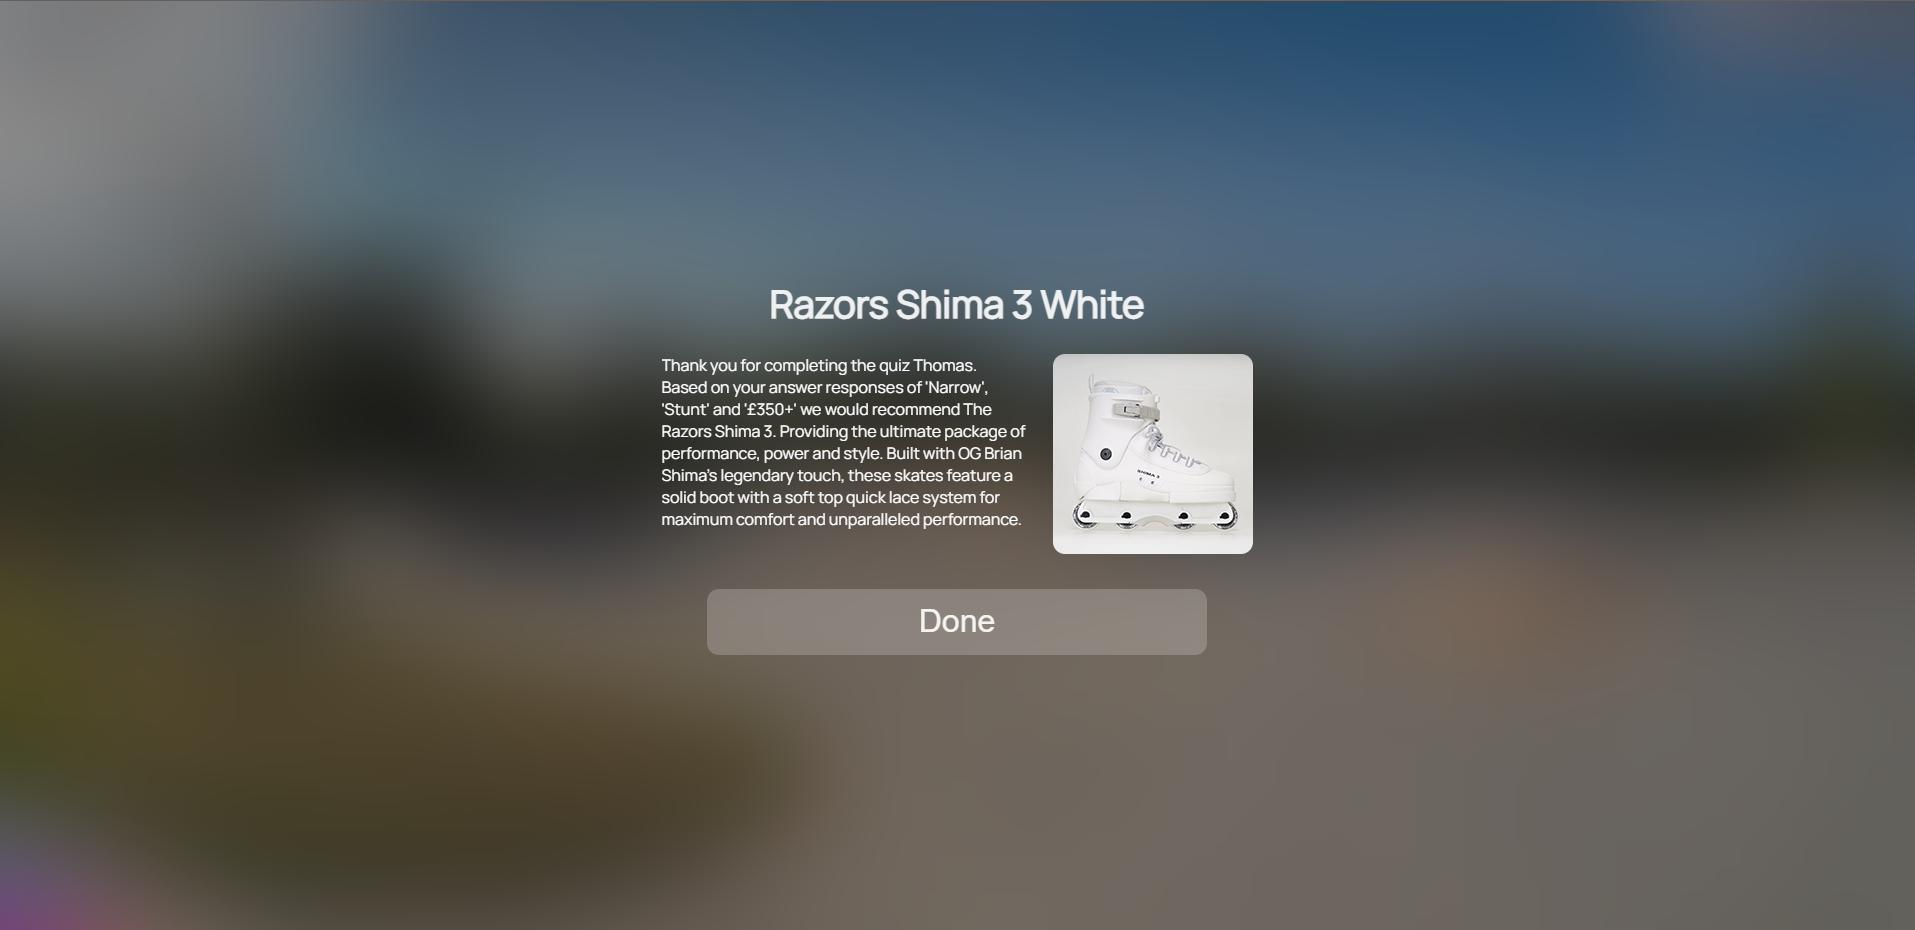 Razors Shima 3 White
Thank you for completing the quiz Thomas.
Based on your answer responses of 'Narrow',
'Stunt' and '£350+' we would recommend The
Razors Shima 3. Providing the ultimate package of
performance, power and style. Built with OG Brian
Shima's legendary touch, these skates feature a
solid boot with a soft top quick lace system for
maximum comfort and unparalleled performance.
SHIMA 3
Done